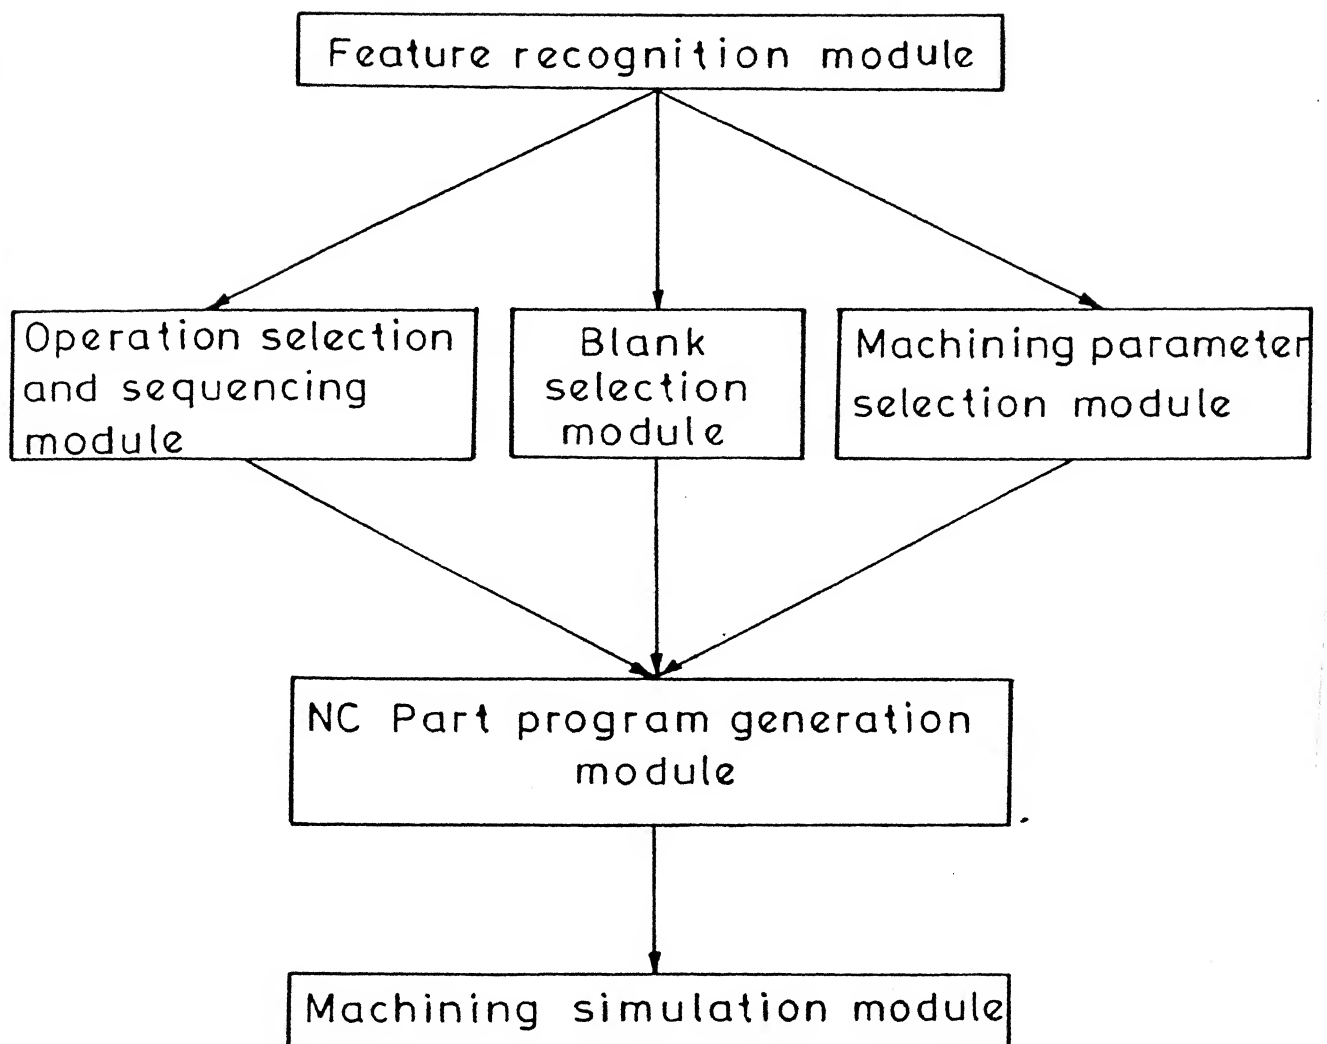 Feature recognition module
Operation selection
and sequencing
module
Blank
selection
module
Machining parameter
selection module
NC Part program generation
module
Machining simulation module